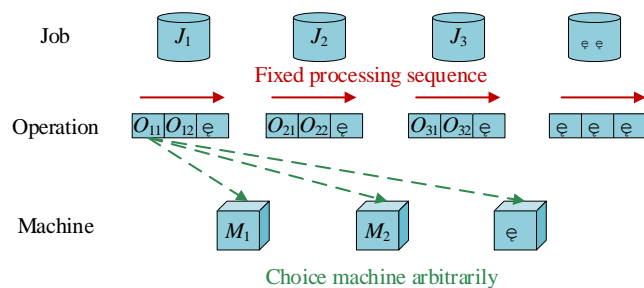 Job J₁ J₂ J₃ ę ę
Fixed processing sequence
Operation O₁₁ O₁₂ ę O₂₁ O₂₂ ę O₃₁ O₃₂ ę ę ę ę
Machine M₁ M₂ ę
Choice machine arbitrarily